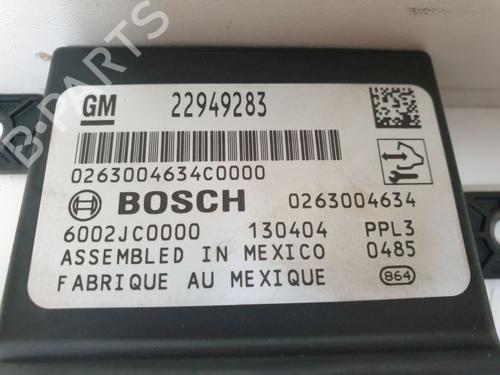 GM 22949283
0263004634C0000
BOSCH 0263004634
6002JC0000 130404 PPL3
ASSEMBLED IN MEXICO 0485
FABRIQUE AU MEXIQUE 864
B-PARTS